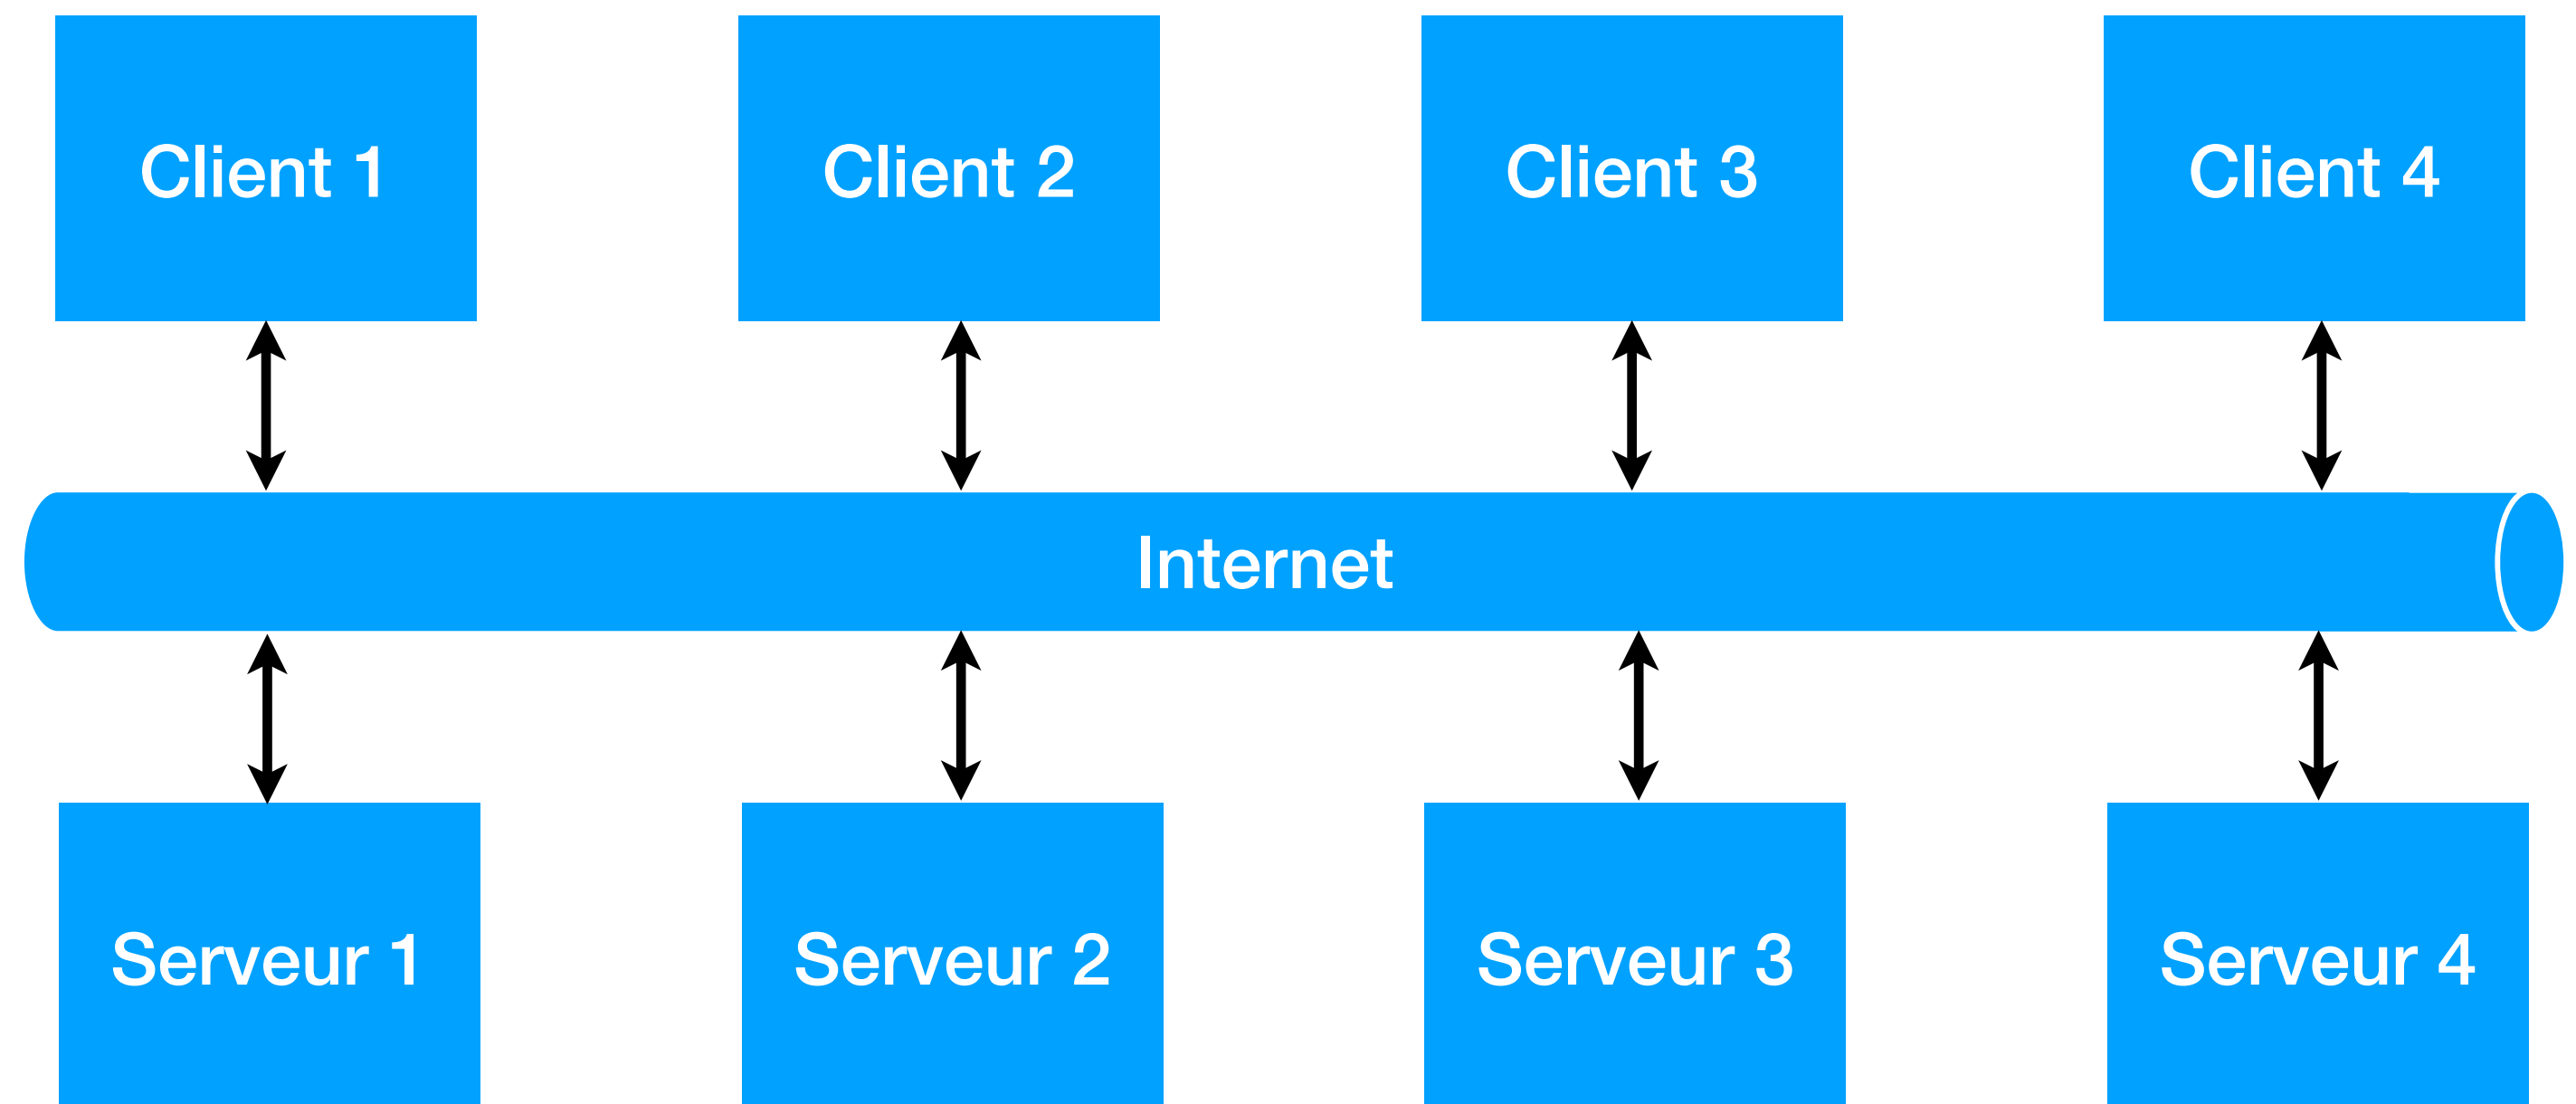 Client 1
Client 2
Client 3
Client 4
Internet
Serveur 1
Serveur 2
Serveur 3
Serveur 4